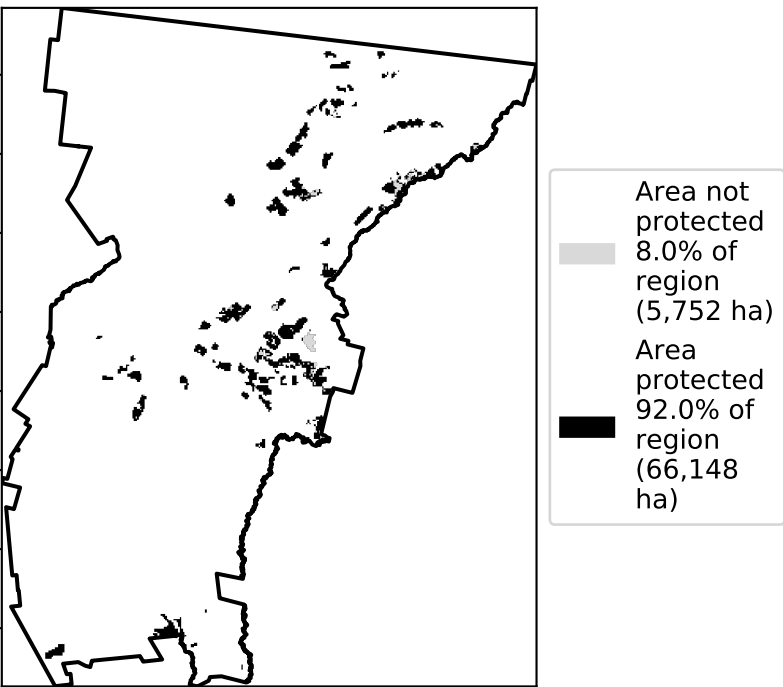 Area not
protected
8.0% of
region
(5,752 ha)
Area
protected
92.0% of
region
(66,148
ha)